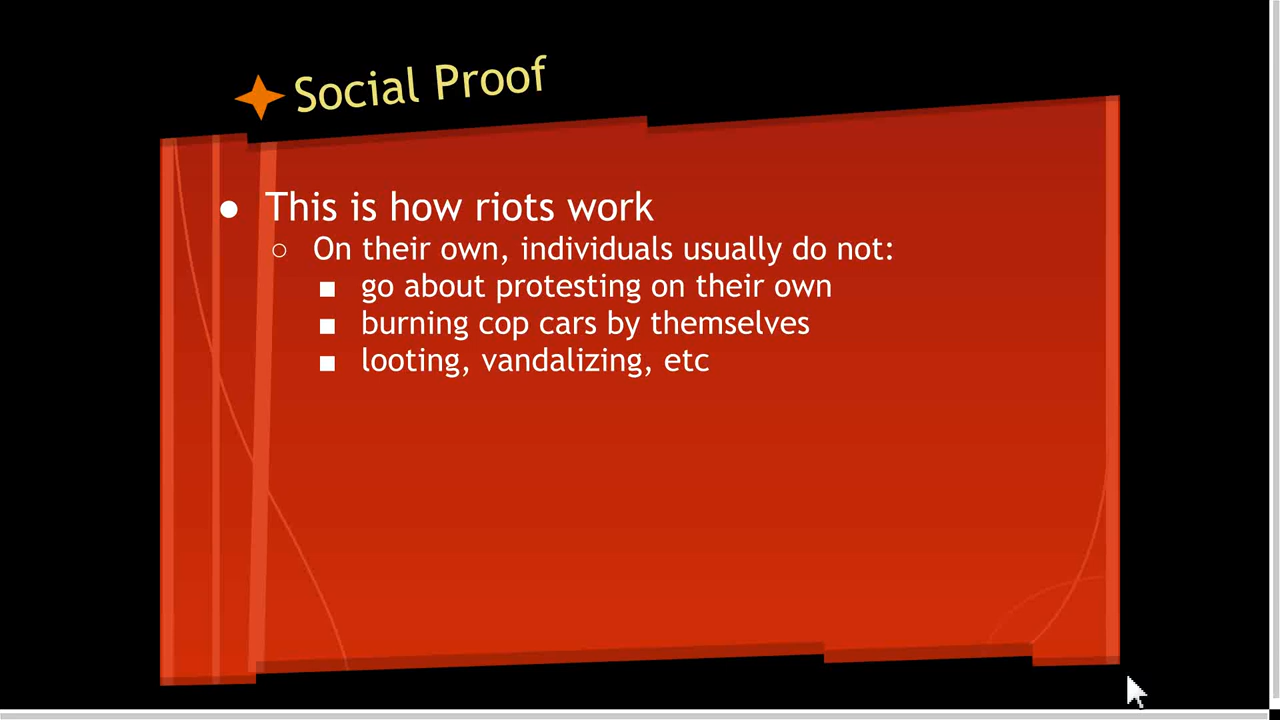 Social Proof
● This is how riots work
○ On their own, individuals usually do not:
■ go about protesting on their own
■ burning cop cars by themselves
■ looting, vandalizing, etc